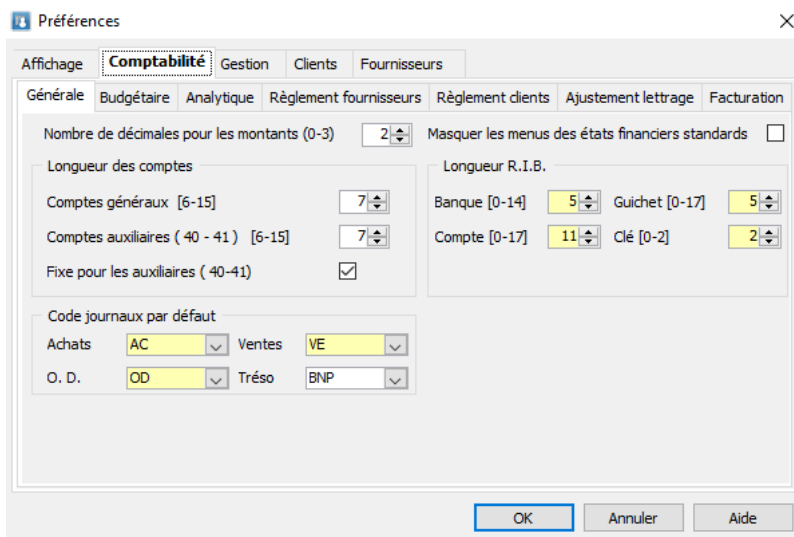 Préférences
Affichage Comptabilité Gestion Clients Fournisseurs
Générale Budgétaire Analytique Règlement fournisseurs Règlement clients Ajustement lettrage Facturation
Nombre de décimales pour les montants (0-3) 2 Masquer les menus des états financiers standards
Longueur des comptes Longueur R.I.B.
Comptes généraux [6-15] 7 Banque [0-14] 5 Guichet [0-17] 5
Comptes auxiliaires ( 40 - 41 ) [6-15] 7 Compte [0-17] 11 Clé [0-2] 2
Fixe pour les auxiliaires ( 40-41)
Code journaux par défaut
Achats AC Ventes VE
O. D. OD Tréso BNP
OK Annuler Aide